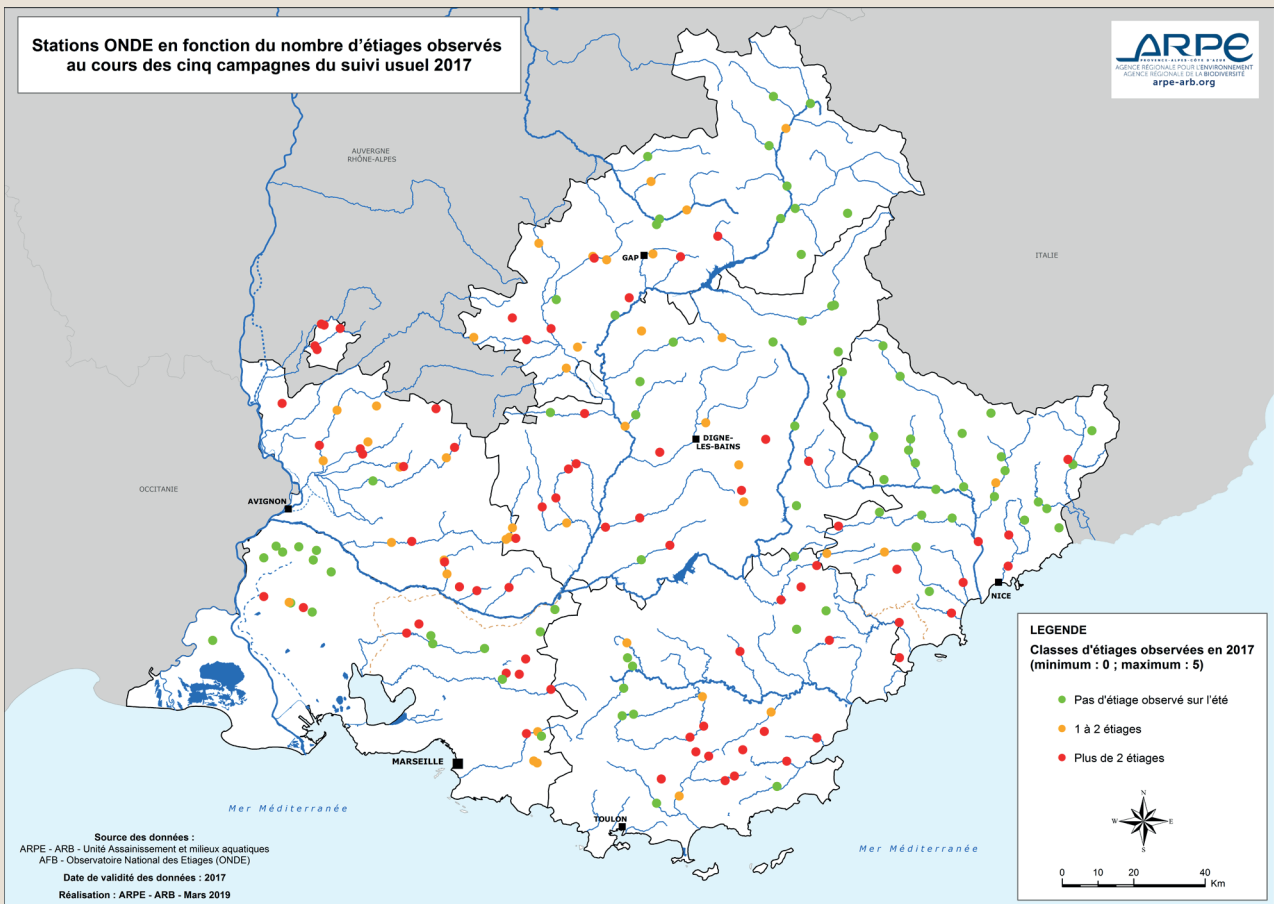 Stations ONDE en fonction du nombre d'étiages observés
au cours des cinq campagnes du suivi usuel 2017
ARPE
PROVENCE-ALPES-CÔTE D'AZUR
AGENCE RÉGIONALE POUR L'ENVIRONNEMENT
AGENCE RÉGIONALE DE LA BIODIVERSITÉ
arpe-arb.org
AUVERGNE
RHÔNE-ALPES
GAP
ITALIE
DIGNE-
LES-BAINS
OCCITANIE
AVIGNON
NICE
MARSEILLE
TOULON
Mer Méditerranée
Mer Méditerranée
LEGENDE
Classes d'étiages observées en 2017
(minimum : 0 ; maximum : 5)
Pas d'étiage observé sur l'été
1 à 2 étiages
Plus de 2 étiages
N
W E
S
0 10 20 40
Km
Source des données :
ARPE - ARB - Unité Assainissement et milieux aquatiques
AFB - Observatoire National des Etiages (ONDE)
Date de validité des données : 2017
Réalisation : ARPE - ARB - Mars 2019